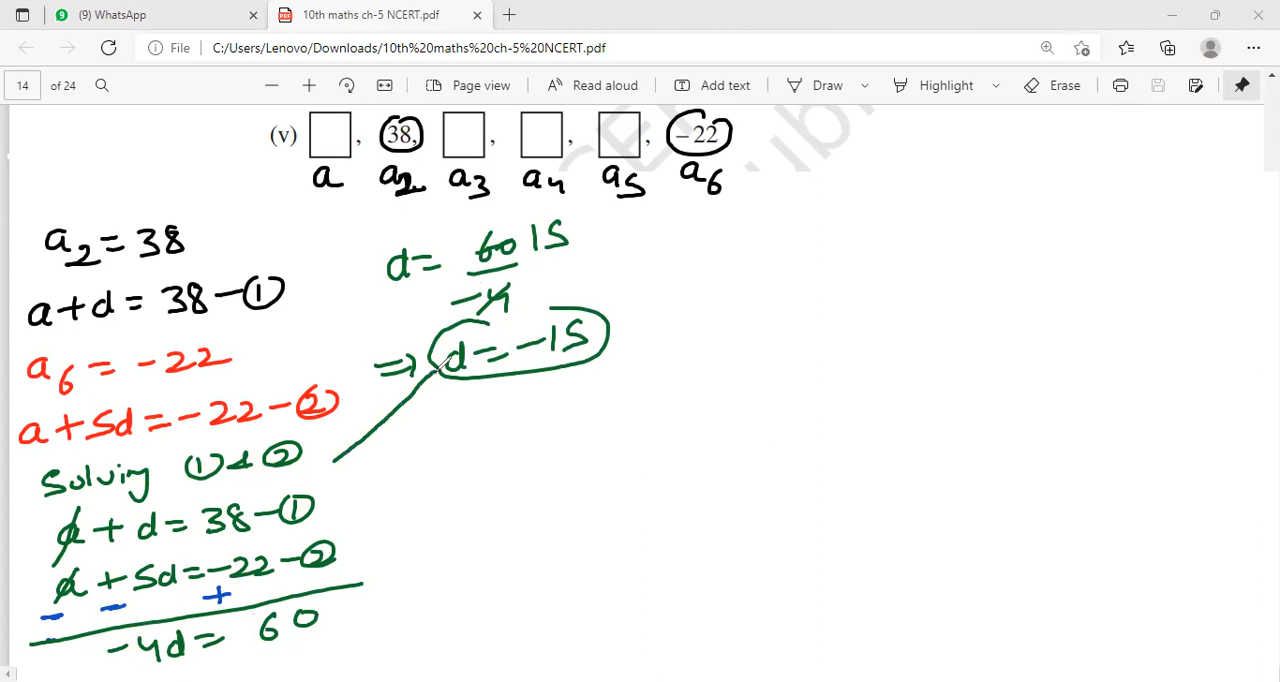 (9) WhatsApp
10th maths ch-5 NCERT.pdf
File C:/Users/Lenovo/Downloads/10th%20maths%20ch-5%20NCERT.pdf
14 of 24 Page view Read aloud Add text Draw Highlight Erase
(v) , 38, , , , −22
a a2 a3 a4 a5 a6
a2 = 38
a + d = 38 - ①
a6 = -22
a + 5d = -22 - ②
Solving ① & ②
a + d = 38 - ①
a + 5d = -22 - ②
- - +
-4d = 60
d = 60 15
-4
⇒ d = -15